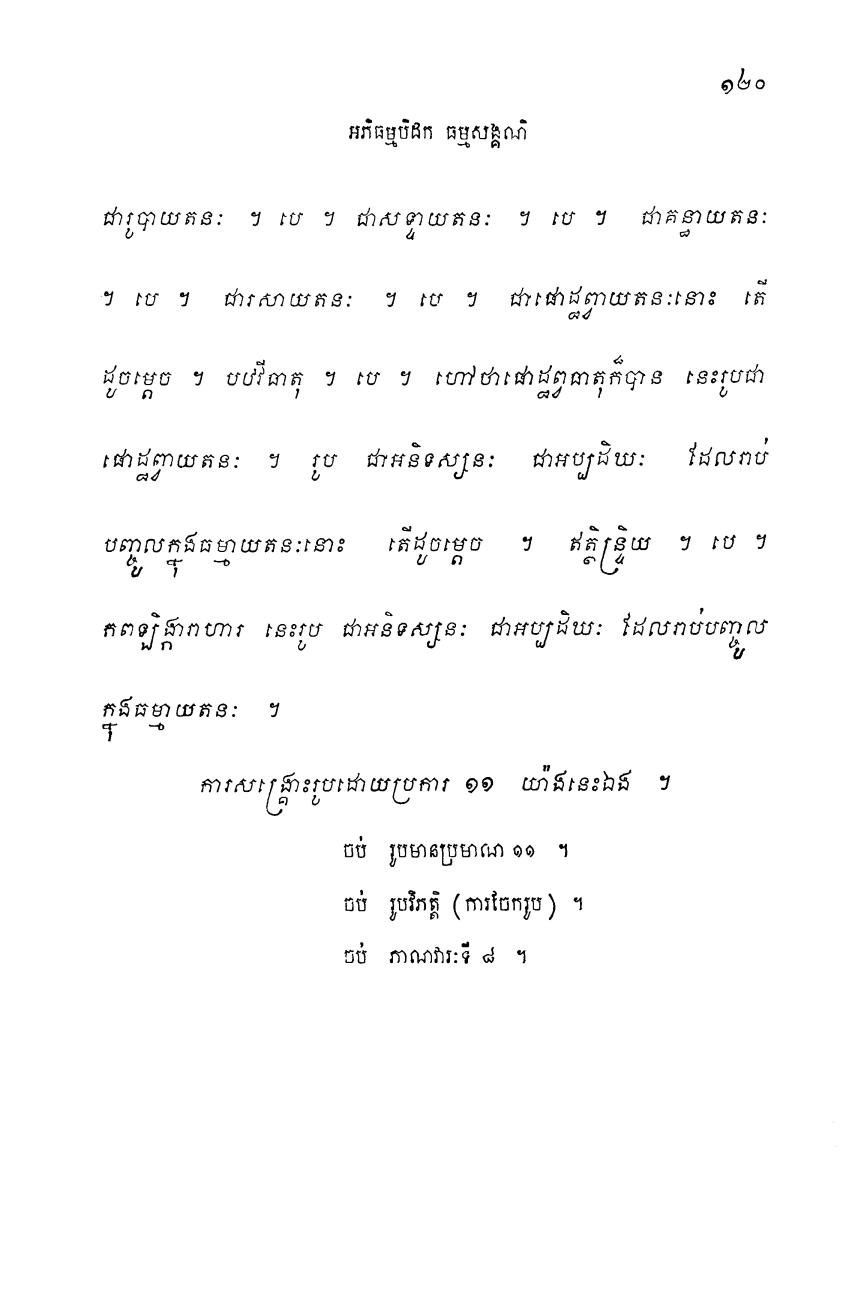 ១២០
អភិធម្មបិដក ធម្មសង្គណិ
ជារូបាយតនៈ ។ បេ ។ ជាសទ្ទាយតនៈ ។ បេ ។ ជាគន្ធាយតនៈ
។ បេ ។ ជារសាយតនៈ ។ បេ ។ ជាផោដ្ឋព្វាយតនៈនោះ តើ
ដូចម្តេច ។ បឋវីធាតុ ។ បេ ។ ហៅថាផោដ្ឋព្វធាតុក៏បាន នេះរូបជា
ផោដ្ឋព្វាយតនៈ ។ រូប ជាអនិទស្សនៈ ជាអប្បដិឃៈ ដែលរាប់
បញ្ចូលក្នុងធម្មាយតនៈនោះ តើដូចម្តេច ។ ឥត្ថិន្ទ្រិយ ។ បេ ។
កពឡិង្ការាហារ នេះរូប ជាអនិទស្សនៈ ជាអប្បដិឃៈ ដែលរាប់បញ្ចូល
ក្នុងធម្មាយតនៈ ។
ការសង្គ្រោះរូបដោយប្រការ ១១ យ៉ាងនេះឯង ។
ចប់ រូបមានប្រមាណ ១១ ។
ចប់ រូបវិភត្តិ (ការចែករូប) ។
ចប់ ភាណវារៈទី ៨ ។